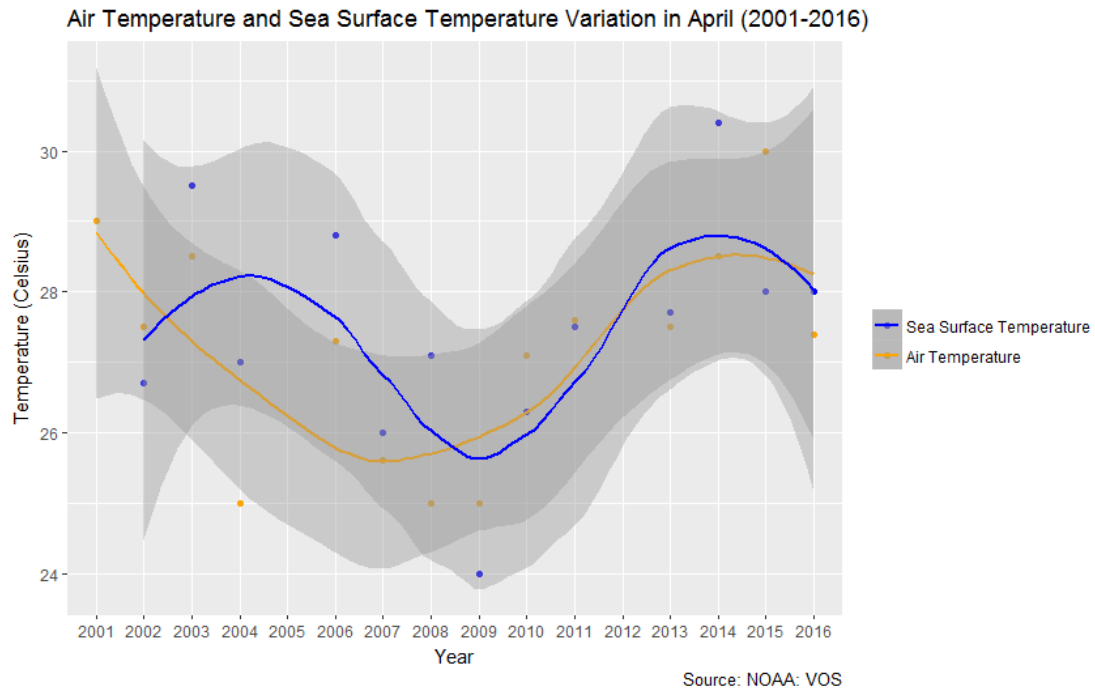 Air Temperature and Sea Surface Temperature Variation in April (2001-2016)
Temperature (Celsius)
30
28
26
24
2001 2002 2003 2004 2005 2006 2007 2008 2009 2010 2011 2012 2013 2014 2015 2016
Year
Sea Surface Temperature
Air Temperature
Source: NOAA: VOS